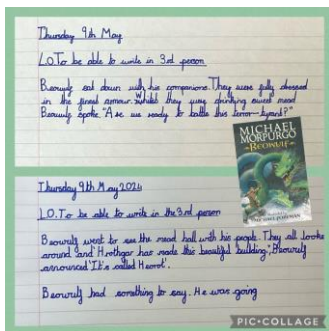 Thursday 9th May
L.O. To be able to write in 3rd person
Beowulf sat down with his companions. They were fully dressed
in the finest armour. Whilst they were drinking sweet mead
Beowulf spoke. "Are we ready to battle this terror-tyrant?"
MICHAEL
MORPURGO
BEOWULF
Thursday 9th May 2024
L.O. To be able to write in the 3rd person
Beowulf went to see the mead hall with his people. They all looke
around and "Hrothgar has made this beautiful building," Beowulf
announced "It's called Heorot".
Beowulf had something to say. He was going
PIC•COLLAGE